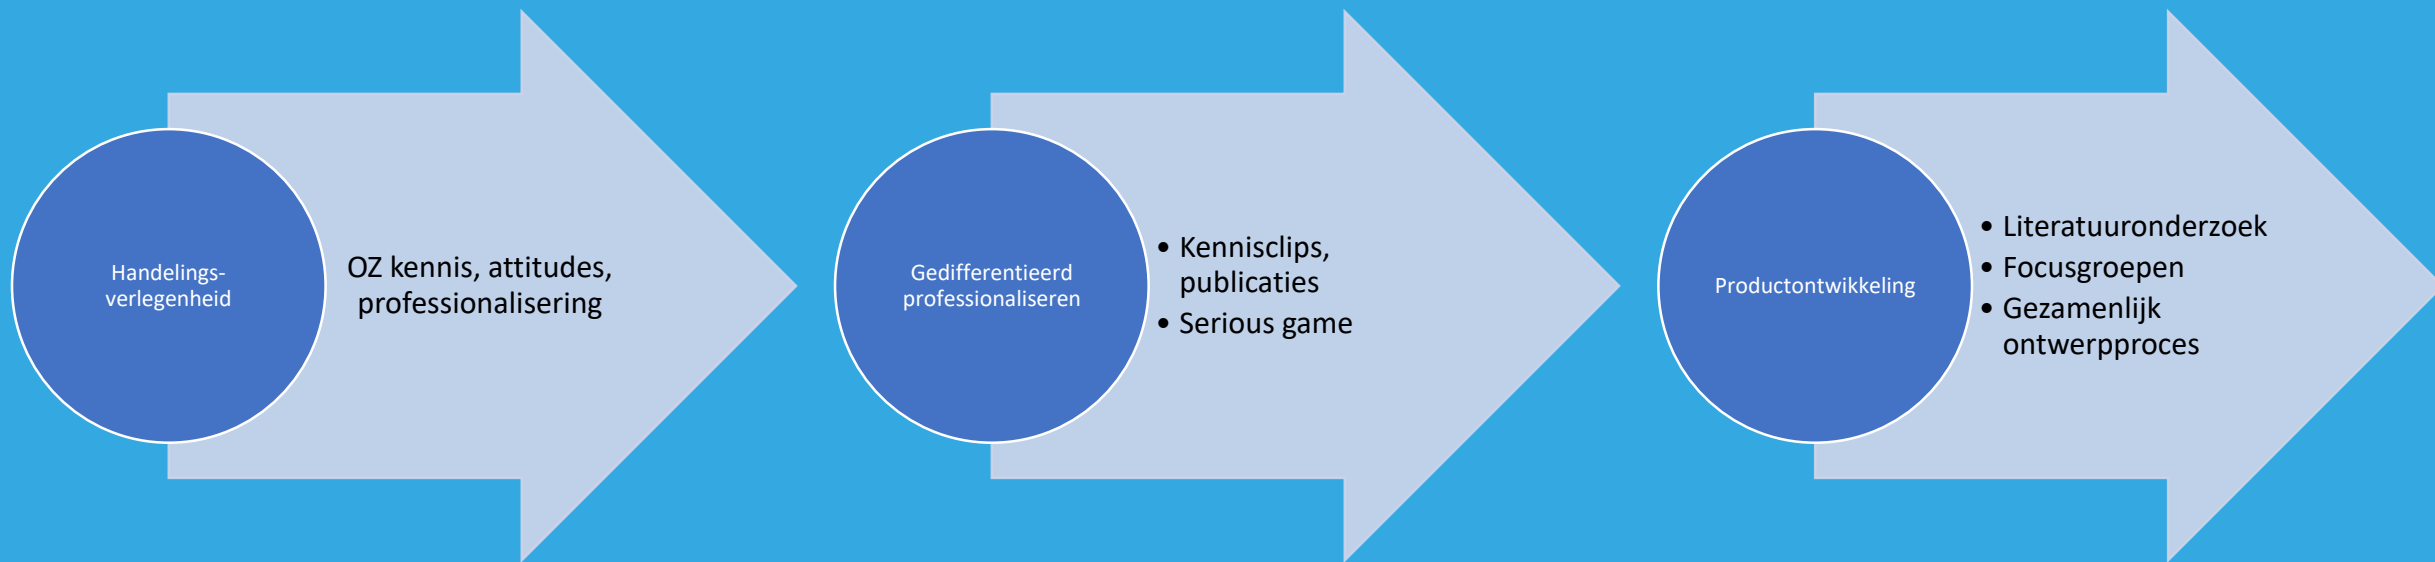 Handelings-
verlegenheid
OZ kennis, attitudes,
professionalisering
Gedifferentieerd
professionaliseren
• Kennisclips,
publicaties
• Serious game
Productontwikkeling
• Literatuuronderzoek
• Focusgroepen
• Gezamenlijk
ontwerpproces